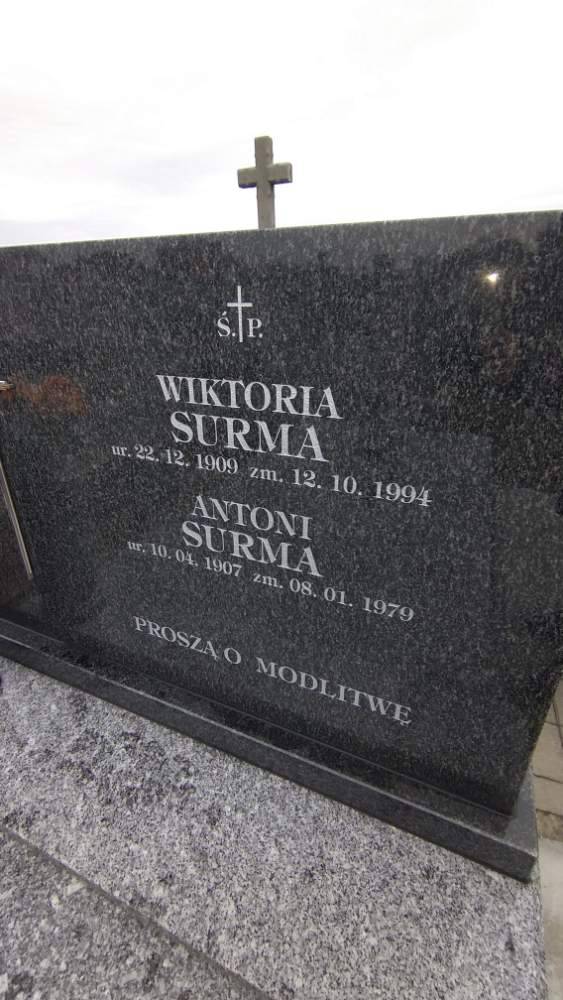 Ś.P.
WIKTORIA
SURMA
ur. 22. 12. 1909 zm. 12. 10. 1994
ANTONI
SURMA
ur. 10. 04. 1907 zm. 08. 01. 1979
PROSZĄ O MODLITWĘ